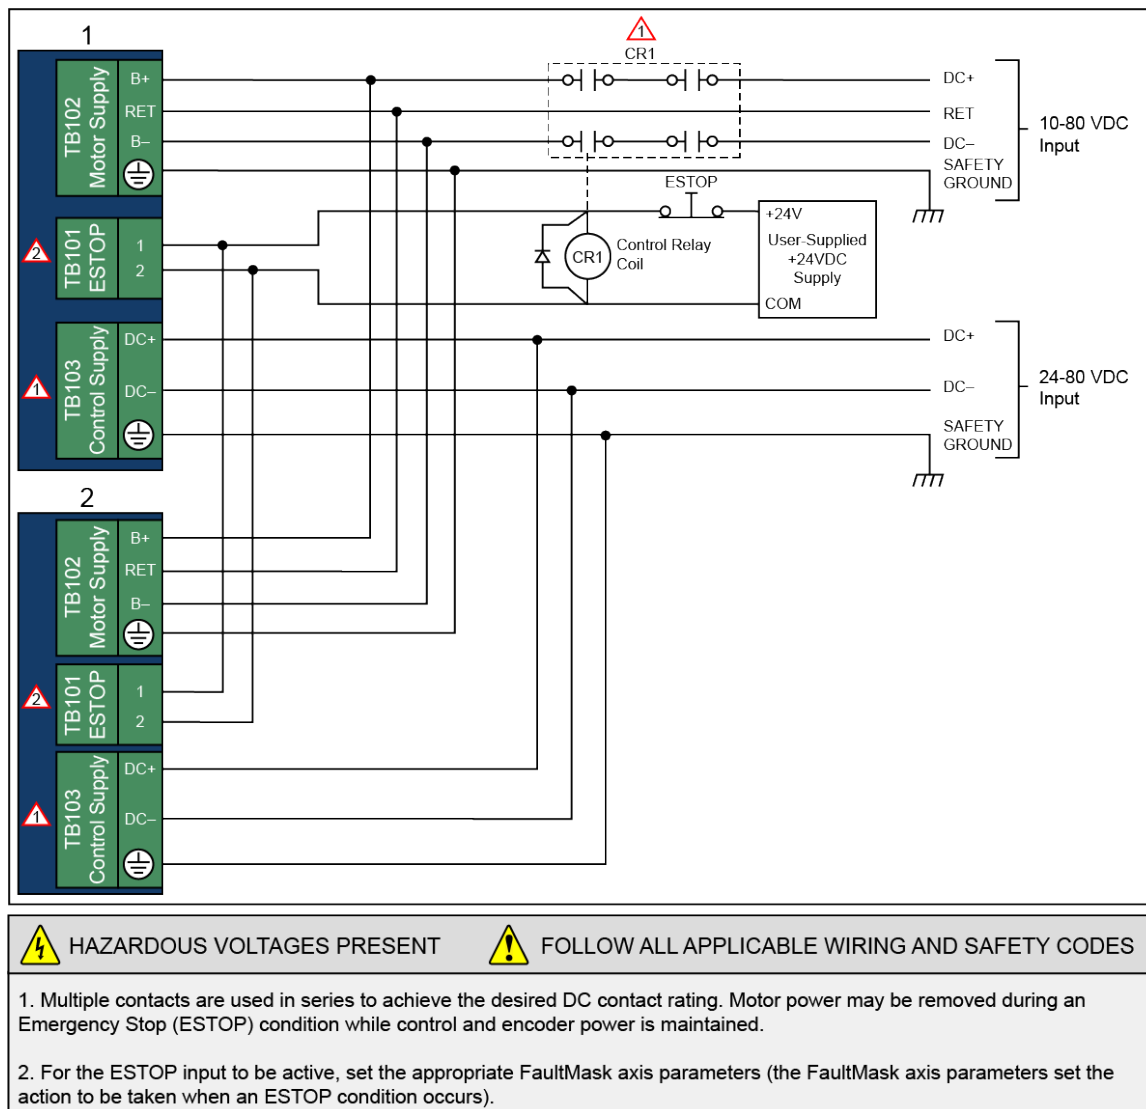 1
1
CR1
TB102
Motor Supply
B+
RET
B–
DC+
RET
DC–
SAFETY
GROUND
10-80 VDC
Input
2
TB101
ESTOP
1
2
ESTOP
+24V
User-Supplied
+24VDC
Supply
COM
CR1
Control Relay
Coil
1
TB103
Control Supply
DC+
DC–
DC+
DC–
SAFETY
GROUND
24-80 VDC
Input
2
TB102
Motor Supply
B+
RET
B–
2
TB101
ESTOP
1
2
1
TB103
Control Supply
DC+
DC–
HAZARDOUS VOLTAGES PRESENT
FOLLOW ALL APPLICABLE WIRING AND SAFETY CODES
1. Multiple contacts are used in series to achieve the desired DC contact rating. Motor power may be removed during an
Emergency Stop (ESTOP) condition while control and encoder power is maintained.
2. For the ESTOP input to be active, set the appropriate FaultMask axis parameters (the FaultMask axis parameters set the
action to be taken when an ESTOP condition occurs).